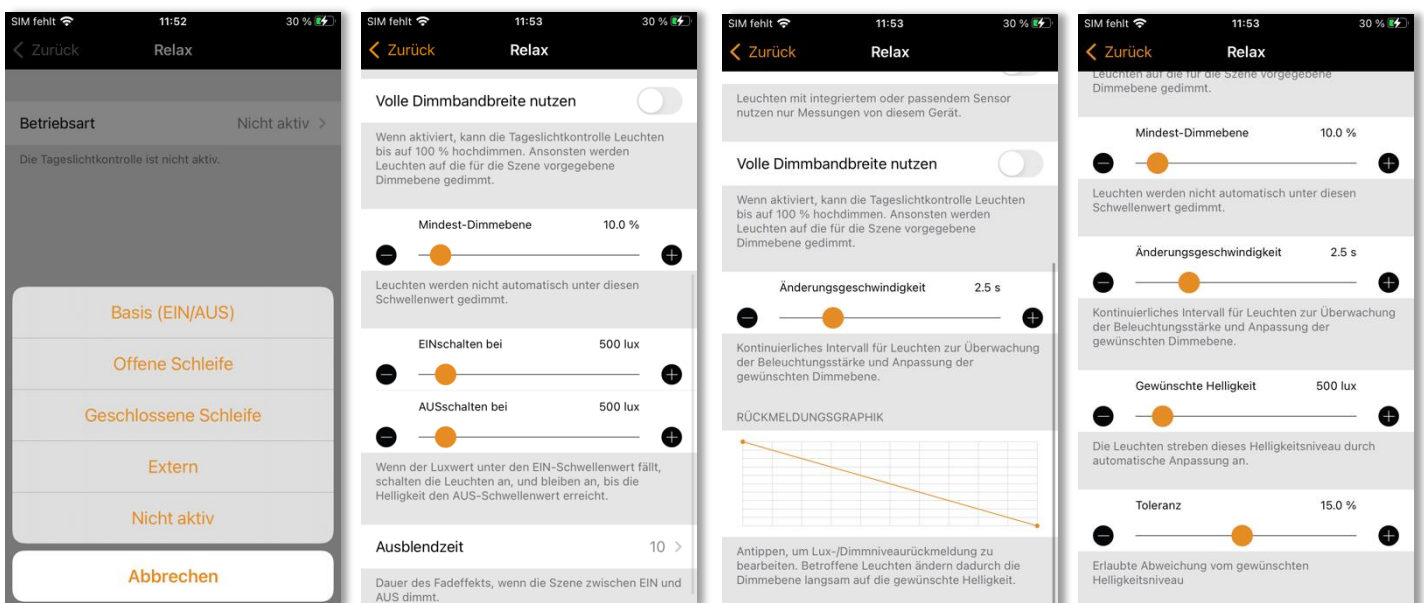 SIM fehlt 11:52 30 %
Zurück Relax
Betriebsart Nicht aktiv
Die Tageslichtkontrolle ist nicht aktiv.
Basis (EIN/AUS)
Offene Schleife
Geschlossene Schleife
Extern
Nicht aktiv
Abbrechen
SIM fehlt 11:53 30 %
Zurück Relax
Volle Dimmbandbreite nutzen
Wenn aktiviert, kann die Tageslichtkontrolle Leuchten
bis auf 100 % hochdimmen. Ansonsten werden
Leuchten auf die für die Szene vorgegebene
Dimmebene gedimmt.
Mindest-Dimmebene 10.0 %
Leuchten werden nicht automatisch unter diesen
Schwellenwert gedimmt.
EINschalten bei 500 lux
AUSschalten bei 500 lux
Wenn der Luxwert unter den EIN-Schwellenwert fällt,
schalten die Leuchten an, und bleiben an, bis die
Helligkeit den AUS-Schwellenwert erreicht.
Ausblendzeit 10
Dauer des Fadeffekts, wenn die Szene zwischen EIN und
AUS dimmt.
SIM fehlt 11:53 30 %
Zurück Relax
Leuchten mit integriertem oder passendem Sensor
nutzen nur Messungen von diesem Gerät.
Volle Dimmbandbreite nutzen
Wenn aktiviert, kann die Tageslichtkontrolle Leuchten
bis auf 100 % hochdimmen. Ansonsten werden
Leuchten auf die für die Szene vorgegebene
Dimmebene gedimmt.
Änderungsgeschwindigkeit 2.5 s
Kontinuierliches Intervall für Leuchten zur Überwachung
der Beleuchtungsstärke und Anpassung der
gewünschten Dimmebene.
RÜCKMELDUNGSGRAPHIK
Antippen, um Lux-/Dimmniveaurückmeldung zu
bearbeiten. Betroffene Leuchten ändern dadurch die
Dimmebene langsam auf die gewünschte Helligkeit.
SIM fehlt 11:53 30 %
Zurück Relax
Leuchten auf die für die Szene vorgegebene
Dimmebene gedimmt.
Mindest-Dimmebene 10.0 %
Leuchten werden nicht automatisch unter diesen
Schwellenwert gedimmt.
Änderungsgeschwindigkeit 2.5 s
Kontinuierliches Intervall für Leuchten zur Überwachung
der Beleuchtungsstärke und Anpassung der
gewünschten Dimmebene.
Gewünschte Helligkeit 500 lux
Die Leuchten streben dieses Helligkeitsniveau durch
automatische Anpassung an.
Toleranz 15.0 %
Erlaubte Abweichung vom gewünschten
Helligkeitsniveau